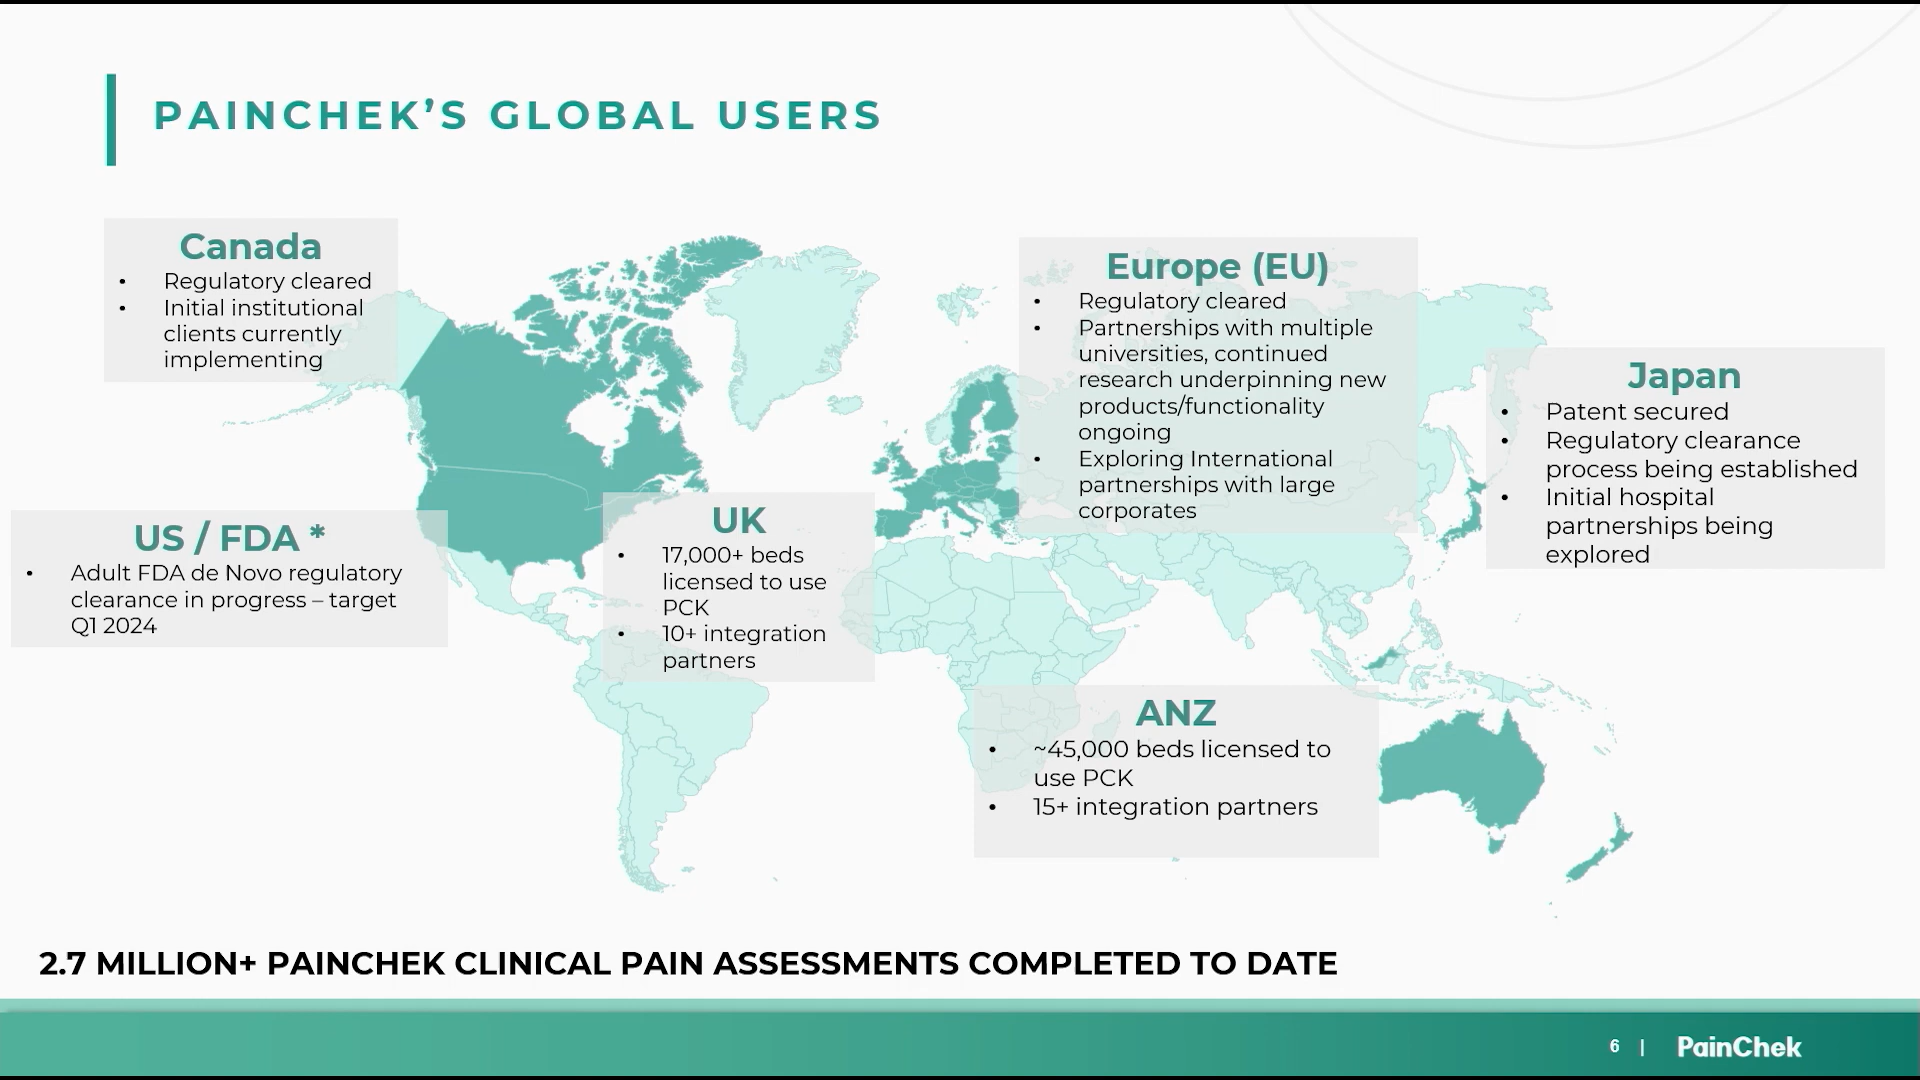 PAINCHEK’S GLOBAL USERS
Canada
• Regulatory cleared
• Initial institutional
clients currently
implementing
US / FDA *
• Adult FDA de Novo regulatory
clearance in progress – target
Q1 2024
UK
• 17,000+ beds
licensed to use
PCK
• 10+ integration
partners
Europe (EU)
• Regulatory cleared
• Partnerships with multiple
universities, continued
research underpinning new
products/functionality
ongoing
• Exploring International
partnerships with large
corporates
Japan
• Patent secured
• Regulatory clearance
process being established
• Initial hospital
partnerships being
explored
ANZ
• ~45,000 beds licensed to
use PCK
• 15+ integration partners
2.7 MILLION+ PAINCHEK CLINICAL PAIN ASSESSMENTS COMPLETED TO DATE
6 | PainChek